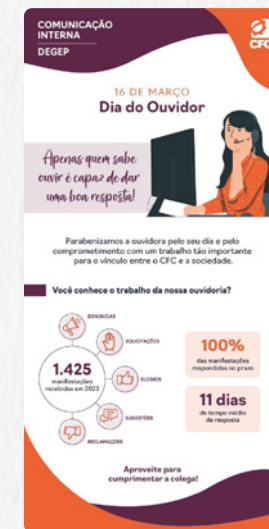 COMUNICAÇÃO
INTERNA
DEGEP
CFC
16 DE MARÇO
Dia do Ouvidor
Apenas quem sabe
ouvir é capaz de dar
uma boa resposta!
Parabenizamos a ouvidora pelo seu dia e pelo
comprometimento com um trabalho tão importante
para o vínculo entre o CFC e a sociedade.
Você conhece o trabalho da nossa ouvidoria?
DENÚNCIAS
SOLICITAÇÕES
1.425
manifestações
recebidas em 2023
ELOGIOS
SUGESTÕES
RECLAMAÇÕES
100%
das manifestações
respondidas no prazo
11 dias
de tempo médio
de resposta
Aproveite para
cumprimentar a colega!